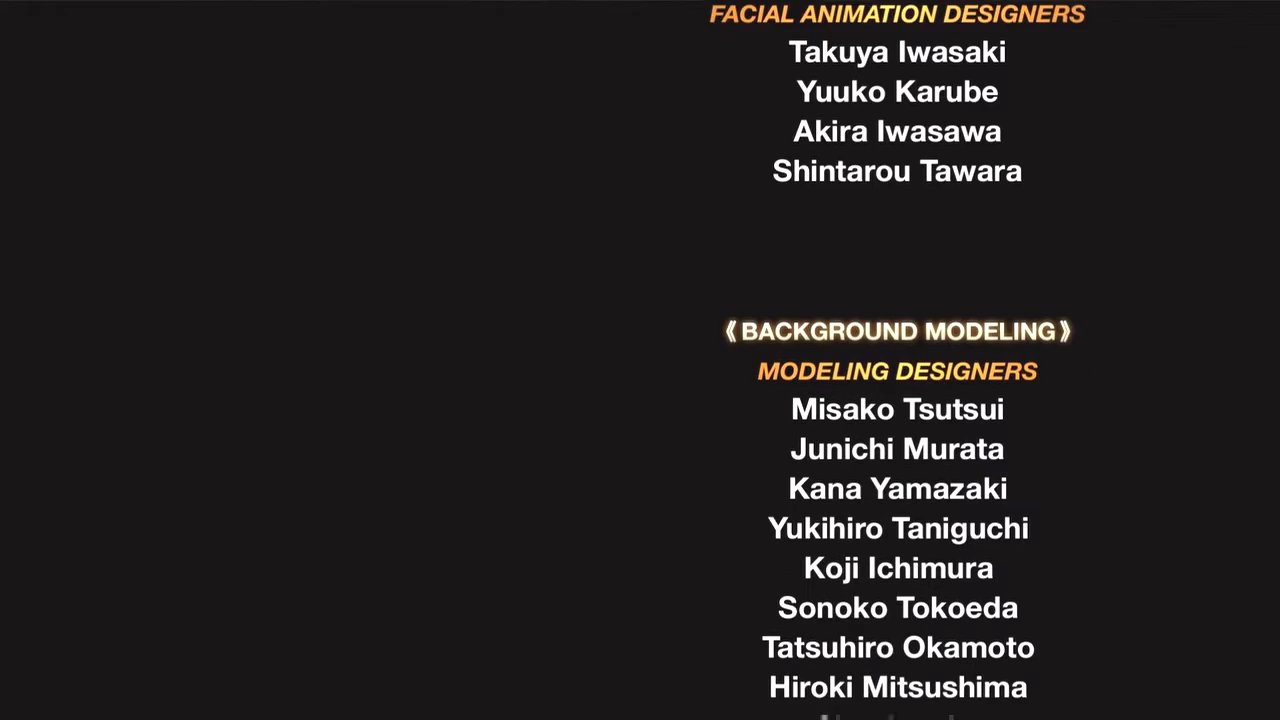 FACIAL ANIMATION DESIGNERS
Takuya Iwasaki
Yuuko Karube
Akira Iwasawa
Shintarou Tawara
《BACKGROUND MODELING》
MODELING DESIGNERS
Misako Tsutsui
Junichi Murata
Kana Yamazaki
Yukihiro Taniguchi
Koji Ichimura
Sonoko Tokoeda
Tatsuhiro Okamoto
Hiroki Mitsushima